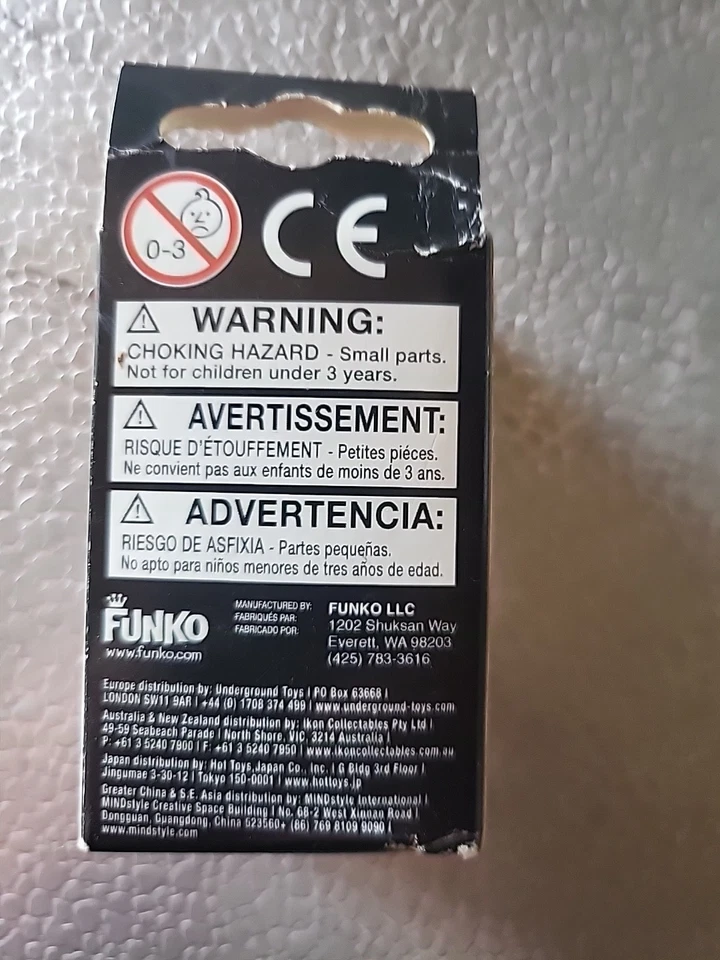 0-3
CE
WARNING:
CHOKING HAZARD - Small parts.
Not for children under 3 years.
AVERTISSEMENT:
RISQUE D'ÉTOUFFEMENT - Petites piéces.
Ne convient pas aux enfants de moins de 3 ans.
ADVERTENCIA:
RIESGO DE ASFIXIA - Partes pequeñas.
No apto para niños menores de tres años de edad.
FUNKO
www.funko.com
MANUFACTURED BY:
FABRIQUÉS PAR:
FABRICADO POR:
FUNKO LLC
1202 Shuksan Way
Everett, WA 98203
(425) 783-3616
Europe distribution by: Underground Toys | PO Box 63668 |
LONDON SW11 9AR | +44 (0) 1708 374 499 | www.underground-toys.com
Australia & New Zealand distribution by: Ikon Collectables Pty Ltd |
49-59 Seabeach Parade | North Shore, VIC, 3214 Australia |
P: +61 3 5240 7900 | F: +61 3 5240 7950 | www.ikoncollectables.com.au
Japan distribution by: Hot Toys Japan Co., Inc. | G Bldg 3rd Floor |
Jingumae 3-30-12 | Tokyo 150-0001 | www.hottoys.jp
Greater China & S.E. Asia distribution by: MINDstyle International |
MINDstyle Creative Space Building | No. 68-2 West Xinnan Road |
Dongguan, Guangdong, China 523560+ (86) 769 8109 9090 |
www.mindstyle.com